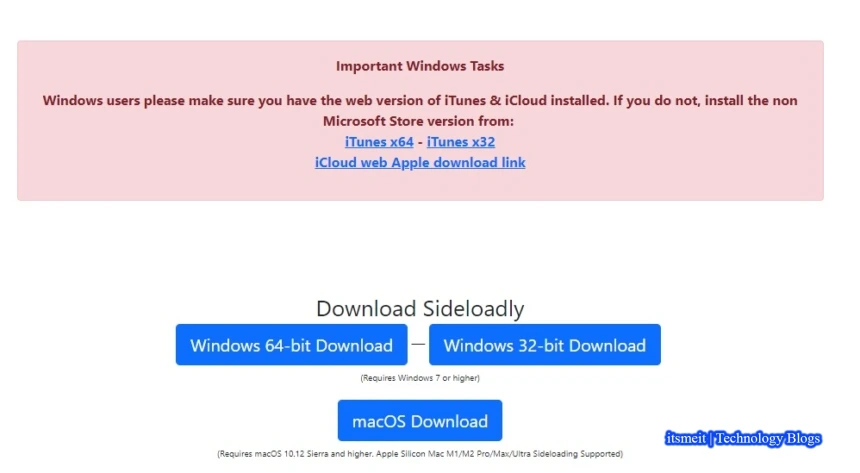 Important Windows Tasks
Windows users please make sure you have the web version of iTunes & iCloud installed. If you do not, install the non
Microsoft Store version from:
iTunes x64 - iTunes x32
iCloud web Apple download link
Download Sideloadly
Windows 64-bit Download — Windows 32-bit Download
(Requires Windows 7 or higher)
macOS Download
itsmeit | Technology Blogs
(Requires macOS 10.12 Sierra and higher. Apple Silicon Mac M1/M2 Pro/Max/Ultra Sideloading Supported)